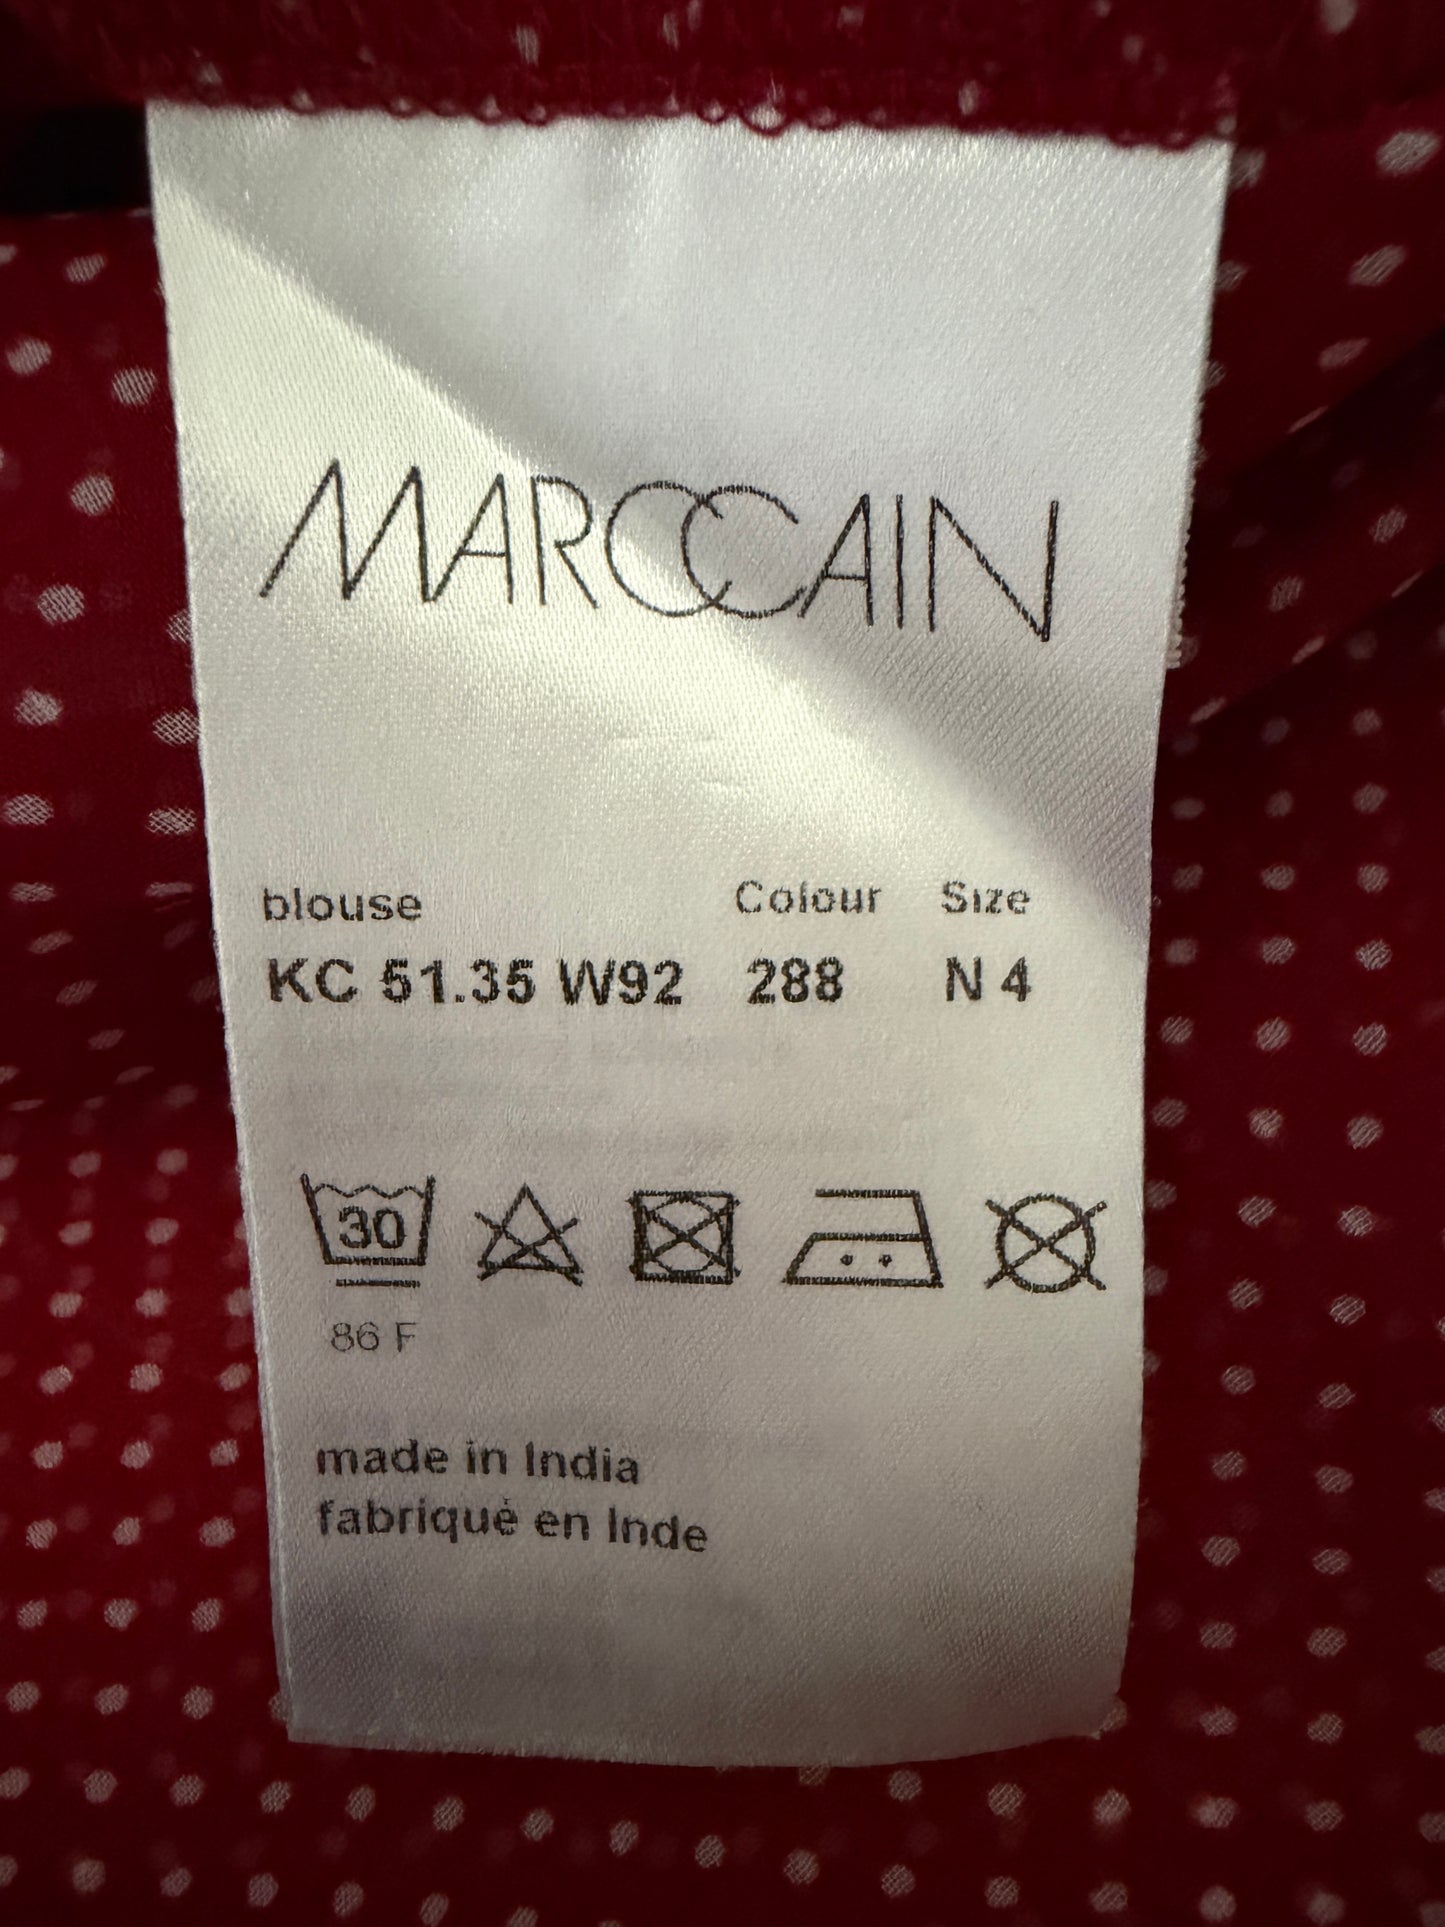 MARCCAIN
blouse Colour Size
KC 51.35 W92 288 N 4
30
86 F
made in India
fabriqué en Inde